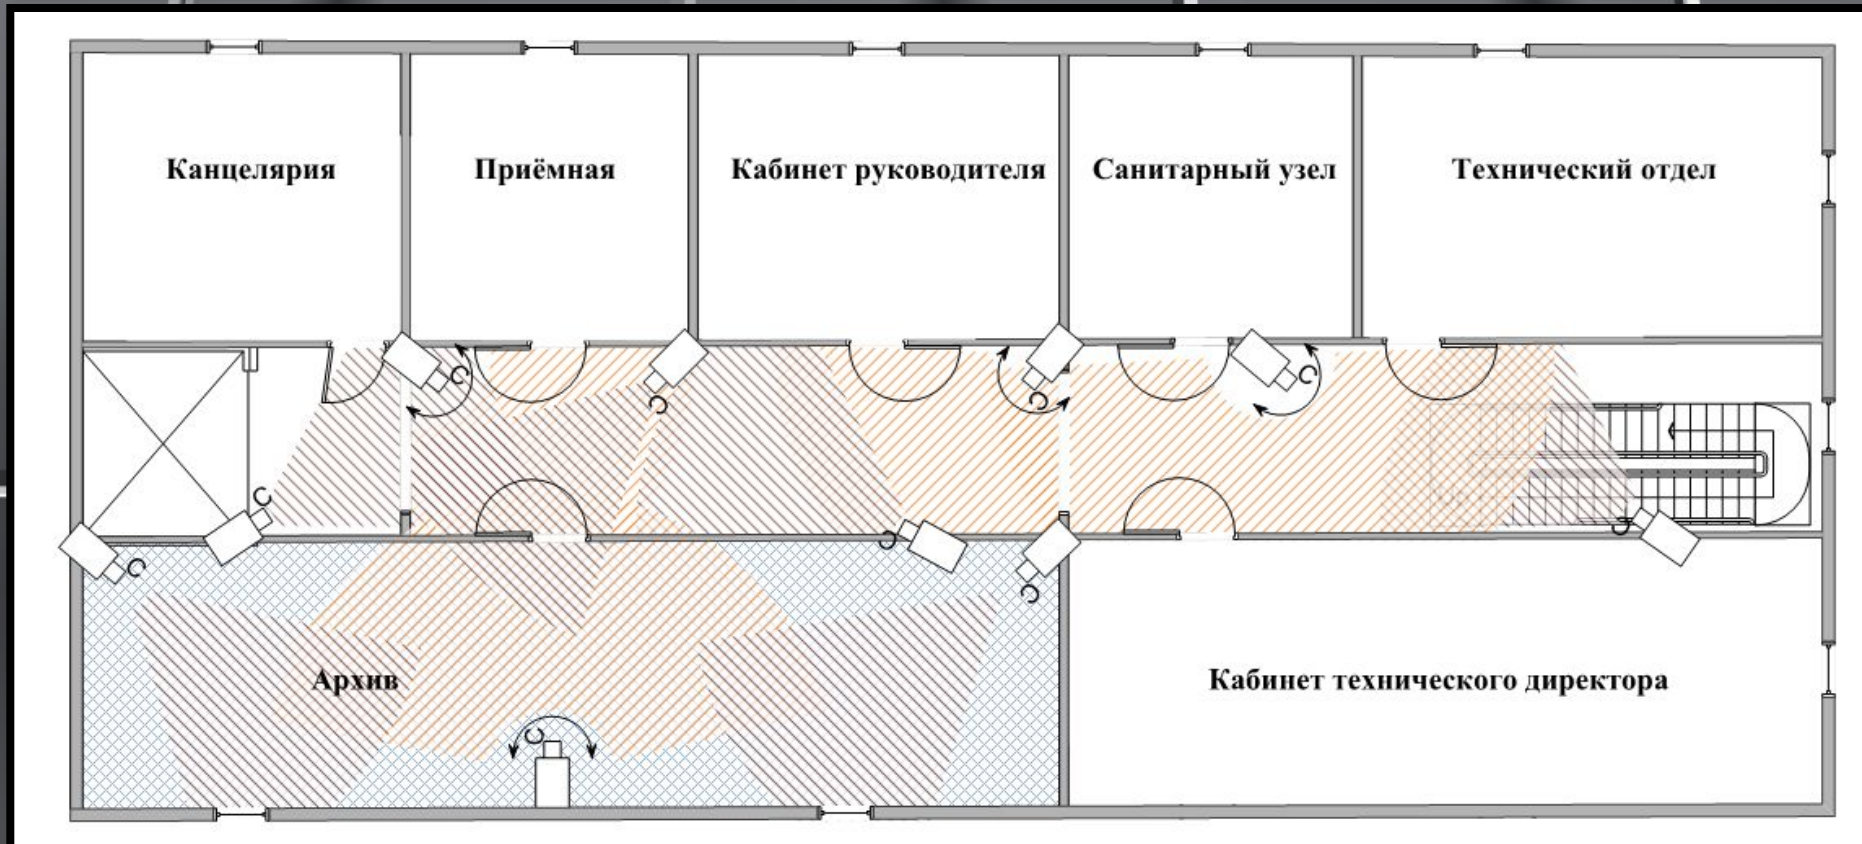 Канцелярия
Приёмная
Кабинет руководителя
Санитарный узел
Технический отдел
С
С
С
С
С
С
С
С
С
С
Архив
Кабинет технического директора
С